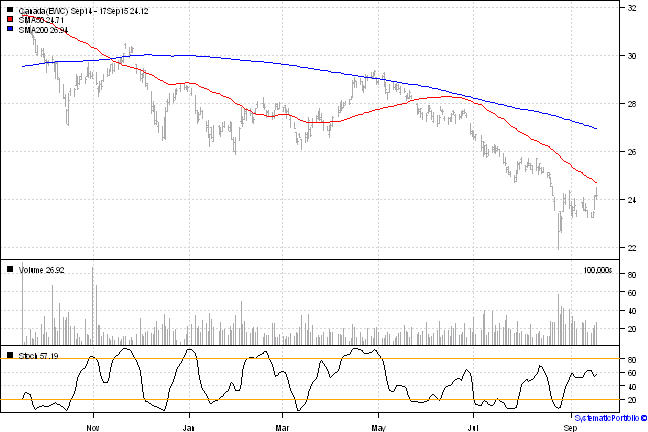 Canada(EWC) Sep14 - 17Sep15 24.12
SMA50 24.71
SMA200 26.94
32
30
28
26
24
22
Volume 26.92
100,000s
80
60
40
20
Stoch 57.19
80
60
40
20
Nov Jan Mar May Jul Sep
SystematicPortfolio ©